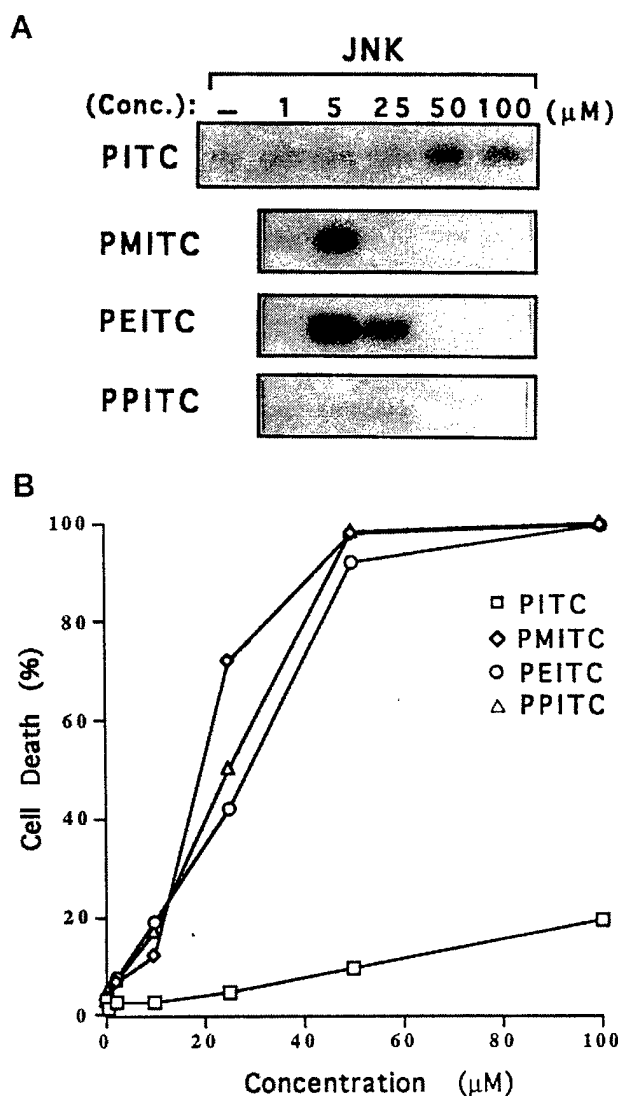 A
JNK
(Conc.): – 1 5 25 50 100 (μM)
PITC
PMITC
PEITC
PPITC
B
100
80
60
40
20
0
Cell Death (%)
PITC
PMITC
PEITC
PPITC
0 20 40 60 80 100
Concentration (μM)